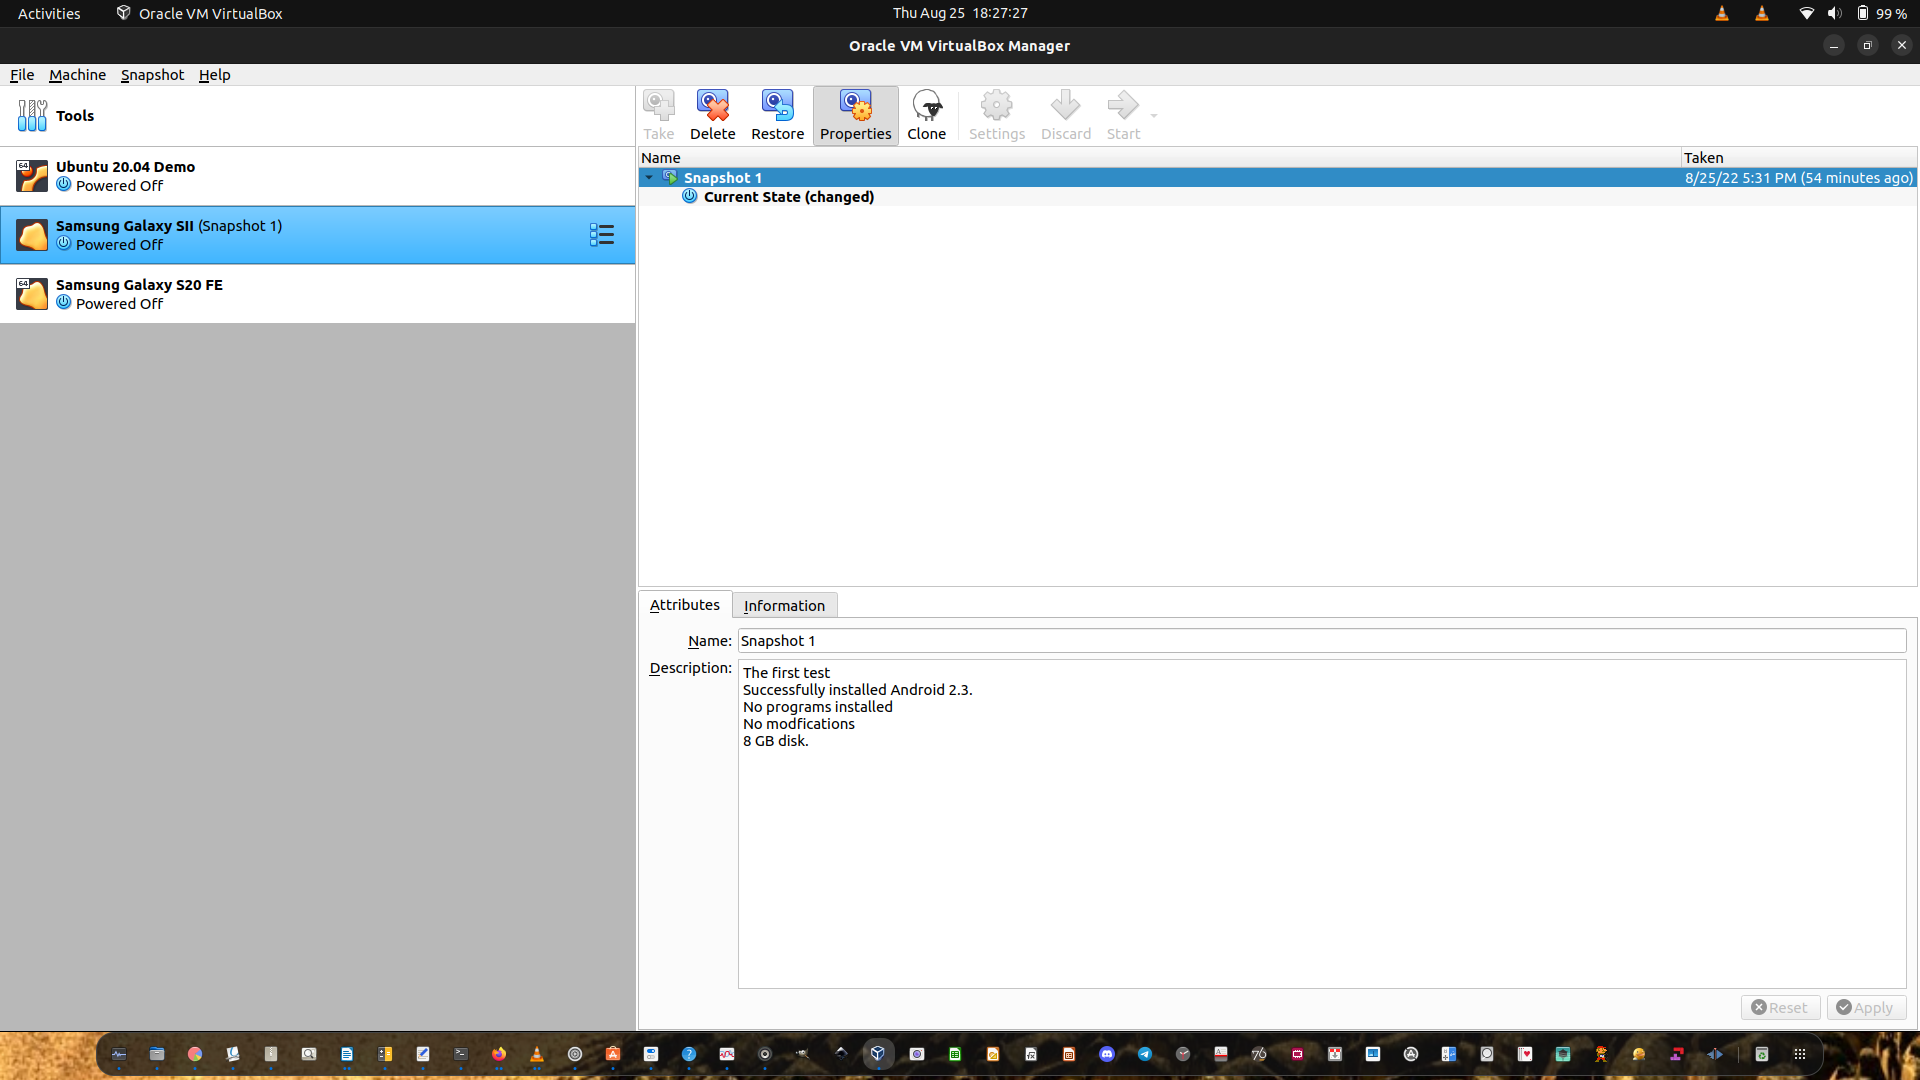 Activities Oracle VM VirtualBox Thu Aug 25 18:27:27 99 %
Oracle VM VirtualBox Manager
File Machine Snapshot Help
Tools
Take Delete Restore Properties Clone Settings Discard Start
Ubuntu 20.04 Demo
Powered Off
Samsung Galaxy SII (Snapshot 1)
Powered Off
Samsung Galaxy S20 FE
Powered Off
Name Taken
Snapshot 1 8/25/22 5:31 PM (54 minutes ago)
Current State (changed)
Attributes Information
Name: Snapshot 1
Description:
The first test
Successfully installed Android 2.3.
No programs installed
No modfications
8 GB disk.
Reset Apply